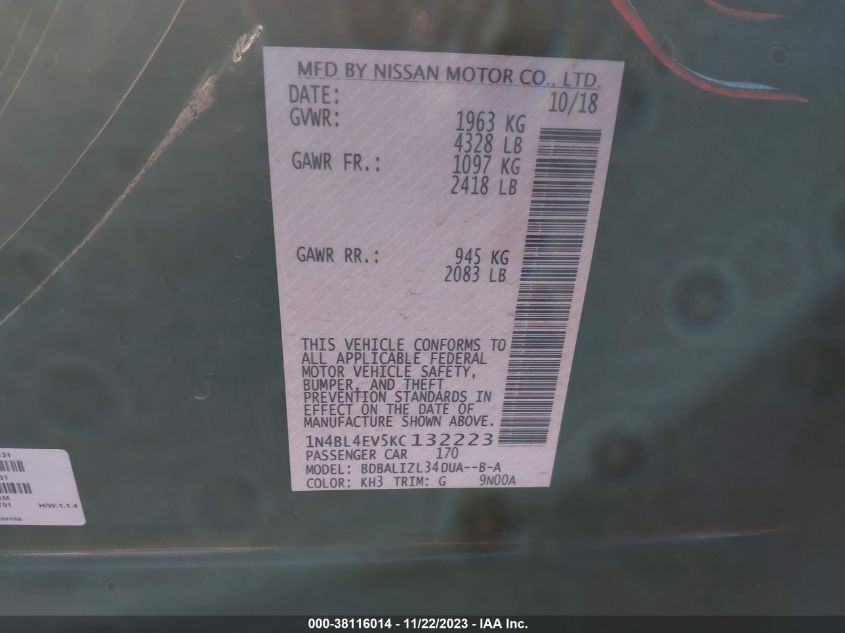 MFD BY NISSAN MOTOR CO., LTD.
DATE: 10/18
GVWR: 1963 KG
4328 LB
GAWR FR.: 1097 KG
2418 LB
GAWR RR.: 945 KG
2083 LB
THIS VEHICLE CONFORMS TO
ALL APPLICABLE FEDERAL
MOTOR VEHICLE SAFETY,
BUMPER, AND THEFT
PREVENTION STANDARDS IN
EFFECT ON THE DATE OF
MANUFACTURE SHOWN ABOVE.
1N4BL4EV5KC132223
PASSENGER CAR 170
MODEL: BDBALIZL34DUA--B-A
COLOR: KH3 TRIM: G 9N00A
H/W:1.1.4
000-38116014 - 11/22/2023 - IAA Inc.